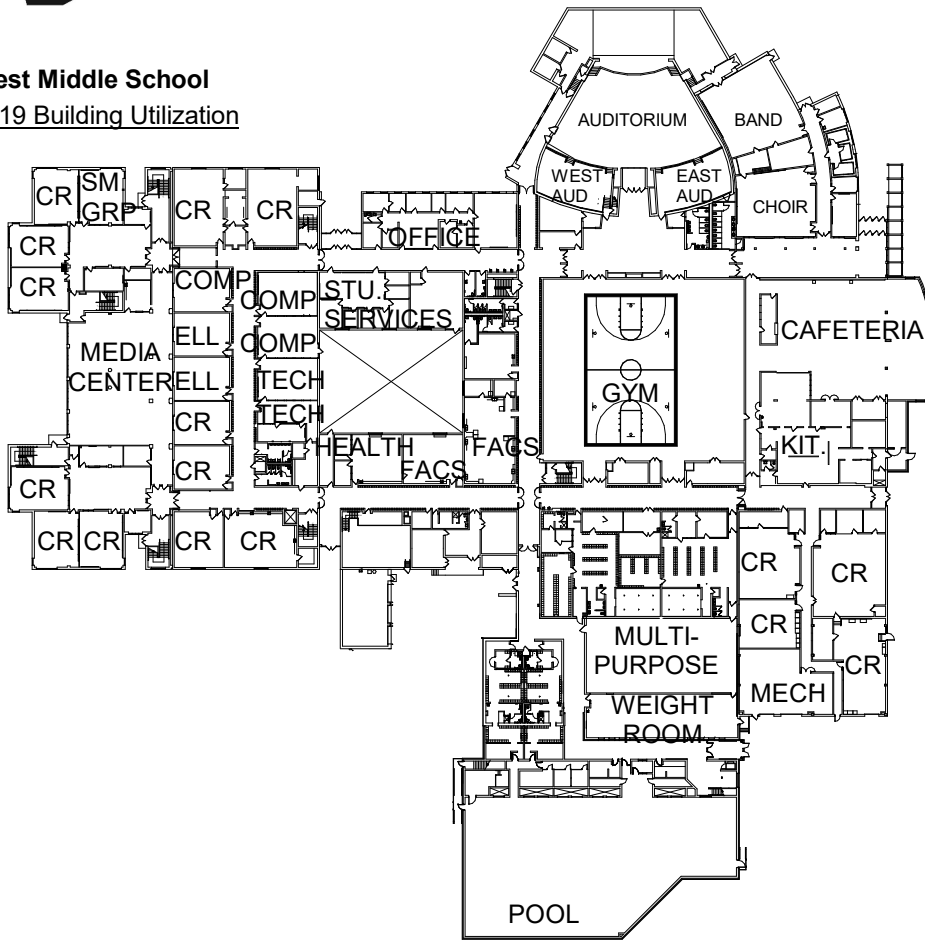 est Middle School
19 Building Utilization
AUDITORIUM
BAND
WEST
AUD
EAST
AUD
CHOIR
CR
SM
GRP
CR
CR
OFFICE
CR
CR
COMP
COMP
STU.
SERVICES
ELL
COMP
MEDIA
CENTER
ELL
TECH
TECH
CR
CR
HEALTH
FACS
FACS
GYM
CAFETERIA
KIT.
CR
CR
CR
CR
CR
CR
CR
CR
CR
MULTI-
PURPOSE
MECH
WEIGHT
ROOM
POOL